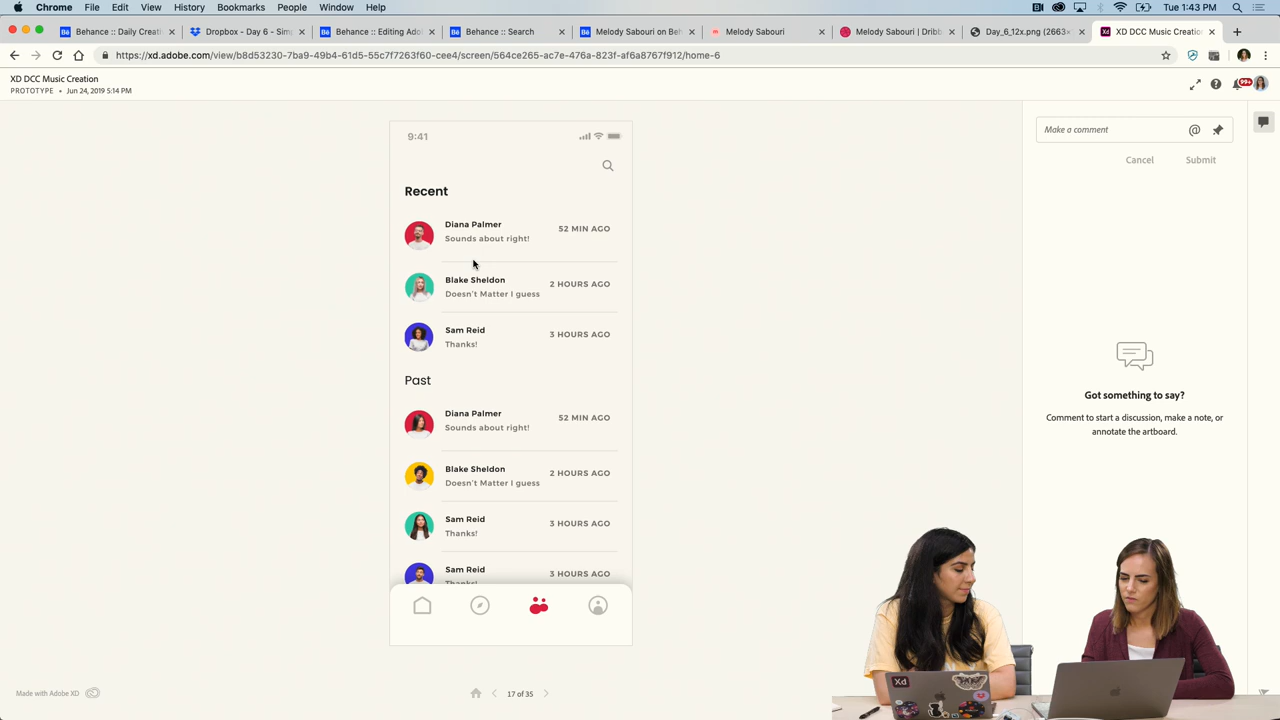 Chrome File Edit View History Bookmarks People Window Help
Tue 1:43 PM
Behance :: Daily Creati
Dropbox - Day 6 - Simp
Behance :: Editing Ado
Behance :: Search
Melody Sabouri on Beh
Melody Sabouri
Melody Sabouri | Dribb
Day_6_12x.png (2663×
XD DCC Music Creation
https://xd.adobe.com/view/b8d53230-7ba9-49b4-61d5-55c7f7263f60-cee4/screen/564ce265-ac7e-476a-823f-af6a8767f912/home-6
XD DCC Music Creation
PROTOTYPE • Jun 24, 2019 5:14 PM
99+
9:41
Recent
Diana Palmer
52 MIN AGO
Sounds about right!
Blake Sheldon
2 HOURS AGO
Doesn't Matter I guess
Sam Reid
3 HOURS AGO
Thanks!
Past
Diana Palmer
52 MIN AGO
Sounds about right!
Blake Sheldon
2 HOURS AGO
Doesn't Matter I guess
Sam Reid
3 HOURS AGO
Thanks!
Sam Reid
3 HOURS AGO
Thanks!
Make a comment
Cancel Submit
Got something to say?
Comment to start a discussion, make a note, or
annotate the artboard.
Made with Adobe XD
17 of 35
Xd